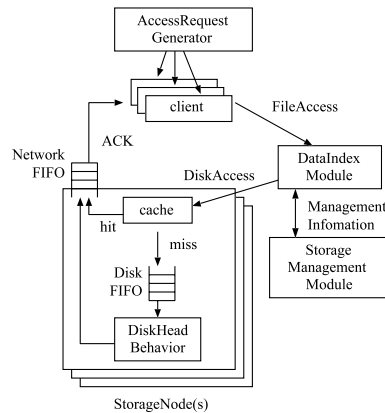 AccessRequest
Generator
client
FileAccess
ACK
Network
FIFO
DataIndex
Module
DiskAccess
cache
hit
miss
Management
Infomation
Storage
Management
Module
Disk
FIFO
DiskHead
Behavior
StorageNode(s)